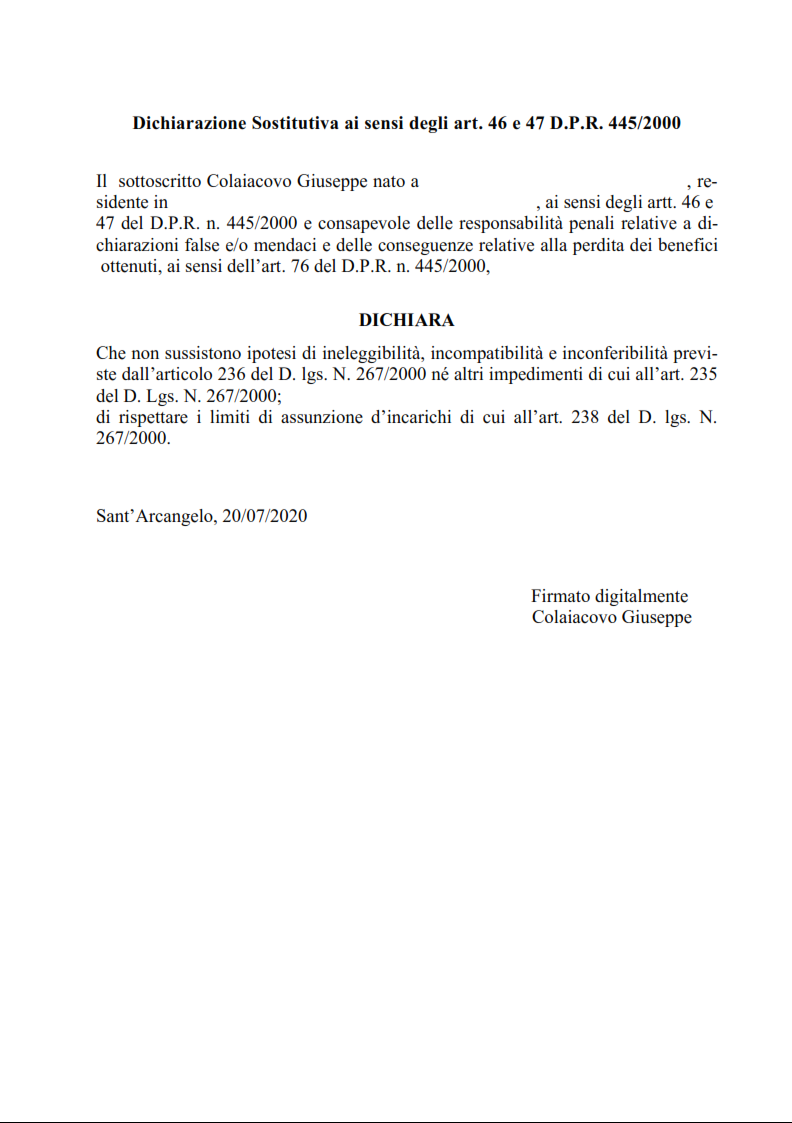 Dichiarazione Sostitutiva ai sensi degli art. 46 e 47 D.P.R. 445/2000
Il  sottoscritto Colaiacovo Giuseppe nato a , re-
sidente in , ai sensi degli artt. 46 e
47 del D.P.R. n. 445/2000 e consapevole delle responsabilità penali relative a di-
chiarazioni false e/o mendaci e delle conseguenze relative alla perdita dei benefici
ottenuti, ai sensi dell’art. 76 del D.P.R. n. 445/2000,
DICHIARA
Che non sussistono ipotesi di ineleggibilità, incompatibilità e inconferibilità previ-
ste dall’articolo 236 del D. lgs. N. 267/2000 né altri impedimenti di cui all’art. 235
del D. Lgs. N. 267/2000;
di rispettare i limiti di assunzione d’incarichi di cui all’art. 238 del D. lgs. N.
267/2000.
Sant’Arcangelo, 20/07/2020
Firmato digitalmente
Colaiacovo Giuseppe